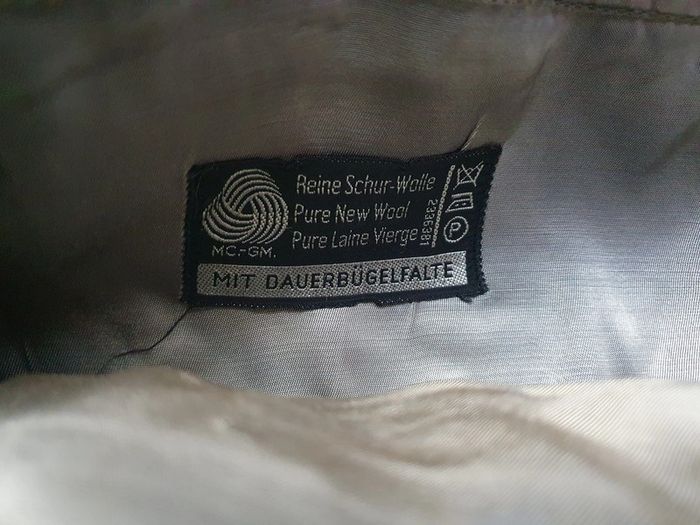 Reine Schur-Wolle
Pure New Wool
Pure Laine Vierge
2336381
P
MC.-GM.
MIT DAUERBÜGELFALTE